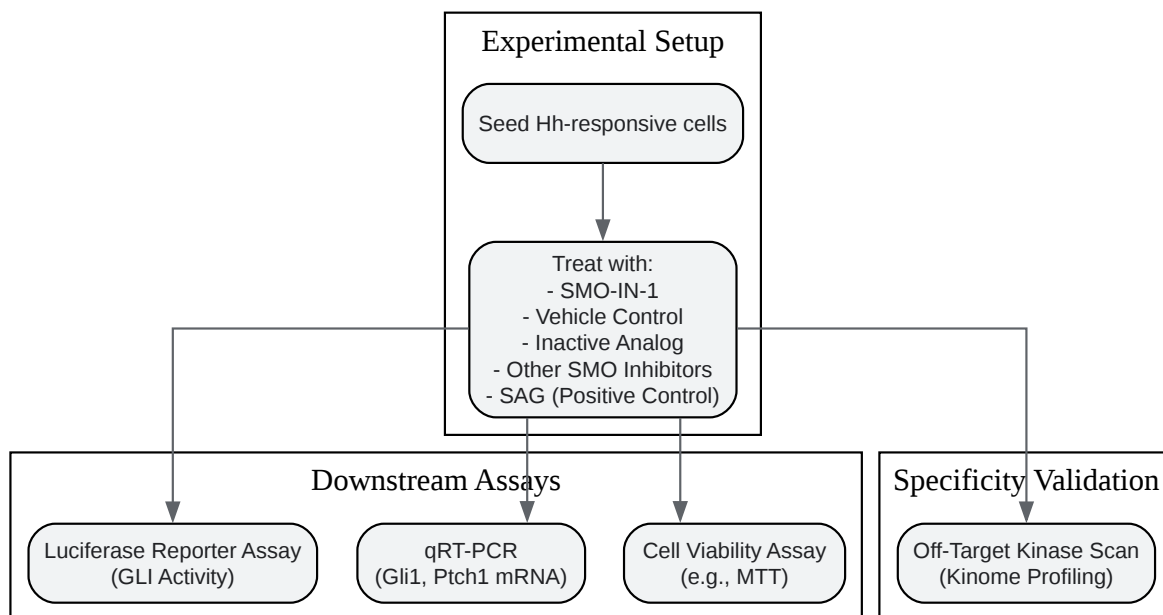 Experimental Setup
Seed Hh-responsive cells
Treat with:
- SMO-IN-1
- Vehicle Control
- Inactive Analog
- Other SMO Inhibitors
- SAG (Positive Control)
Downstream Assays
Luciferase Reporter Assay
(GLI Activity)
qRT-PCR
(Gli1, Ptch1 mRNA)
Cell Viability Assay
(e.g., MTT)
Specificity Validation
Off-Target Kinase Scan
(Kinome Profiling)